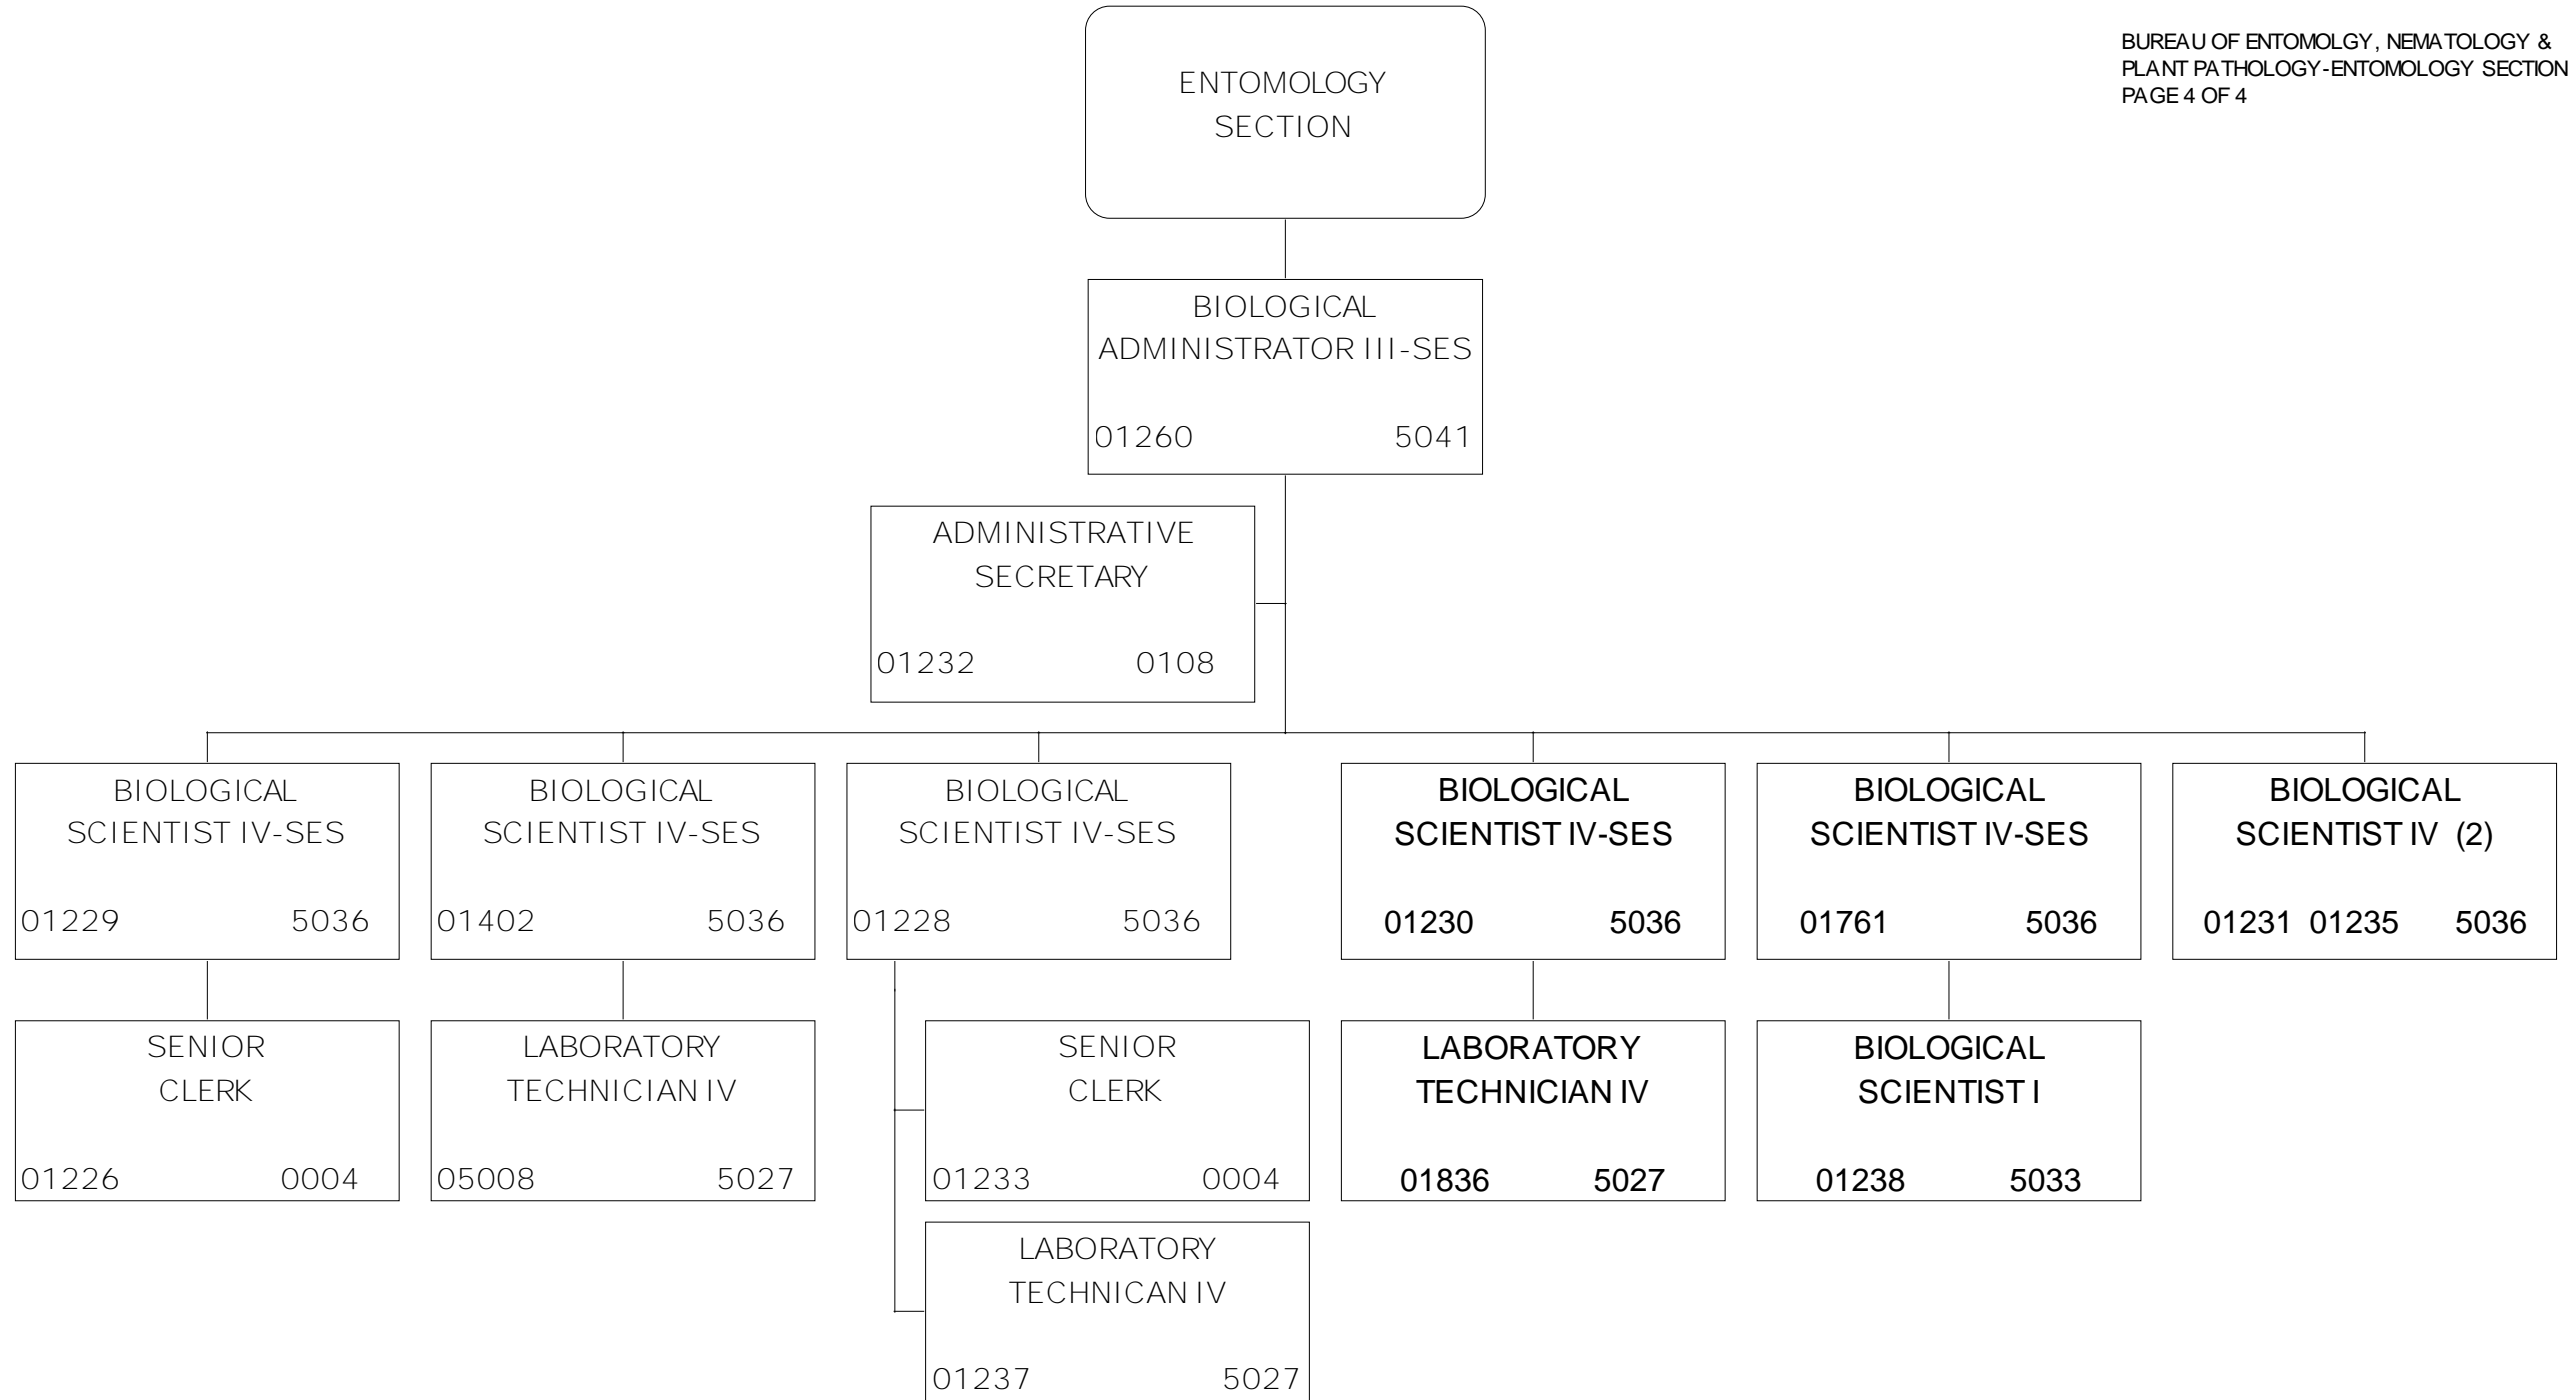 BUREAU OF ENTOMOLGY, NEMATOLOGY &
PLANT PATHOLOGY-ENTOMOLOGY SECTION
PAGE 4 OF 4
ENTOMOLOGY
SECTION
BIOLOGICAL
ADMINISTRATOR III-SES
01260 5041
ADMINISTRATIVE
SECRETARY
01232 0108
BIOLOGICAL
SCIENTIST IV-SES
01229 5036
BIOLOGICAL
SCIENTIST IV-SES
01402 5036
BIOLOGICAL
SCIENTIST IV-SES
01228 5036
BIOLOGICAL
SCIENTIST IV-SES
01230 5036
BIOLOGICAL
SCIENTIST IV-SES
01761 5036
BIOLOGICAL
SCIENTIST IV (2)
01231 01235 5036
SENIOR
CLERK
01226 0004
LABORATORY
TECHNICIAN IV
05008 5027
SENIOR
CLERK
01233 0004
LABORATORY
TECHNICIAN IV
01836 5027
BIOLOGICAL
SCIENTIST I
01238 5033
LABORATORY
TECHNICAN IV
01237 5027